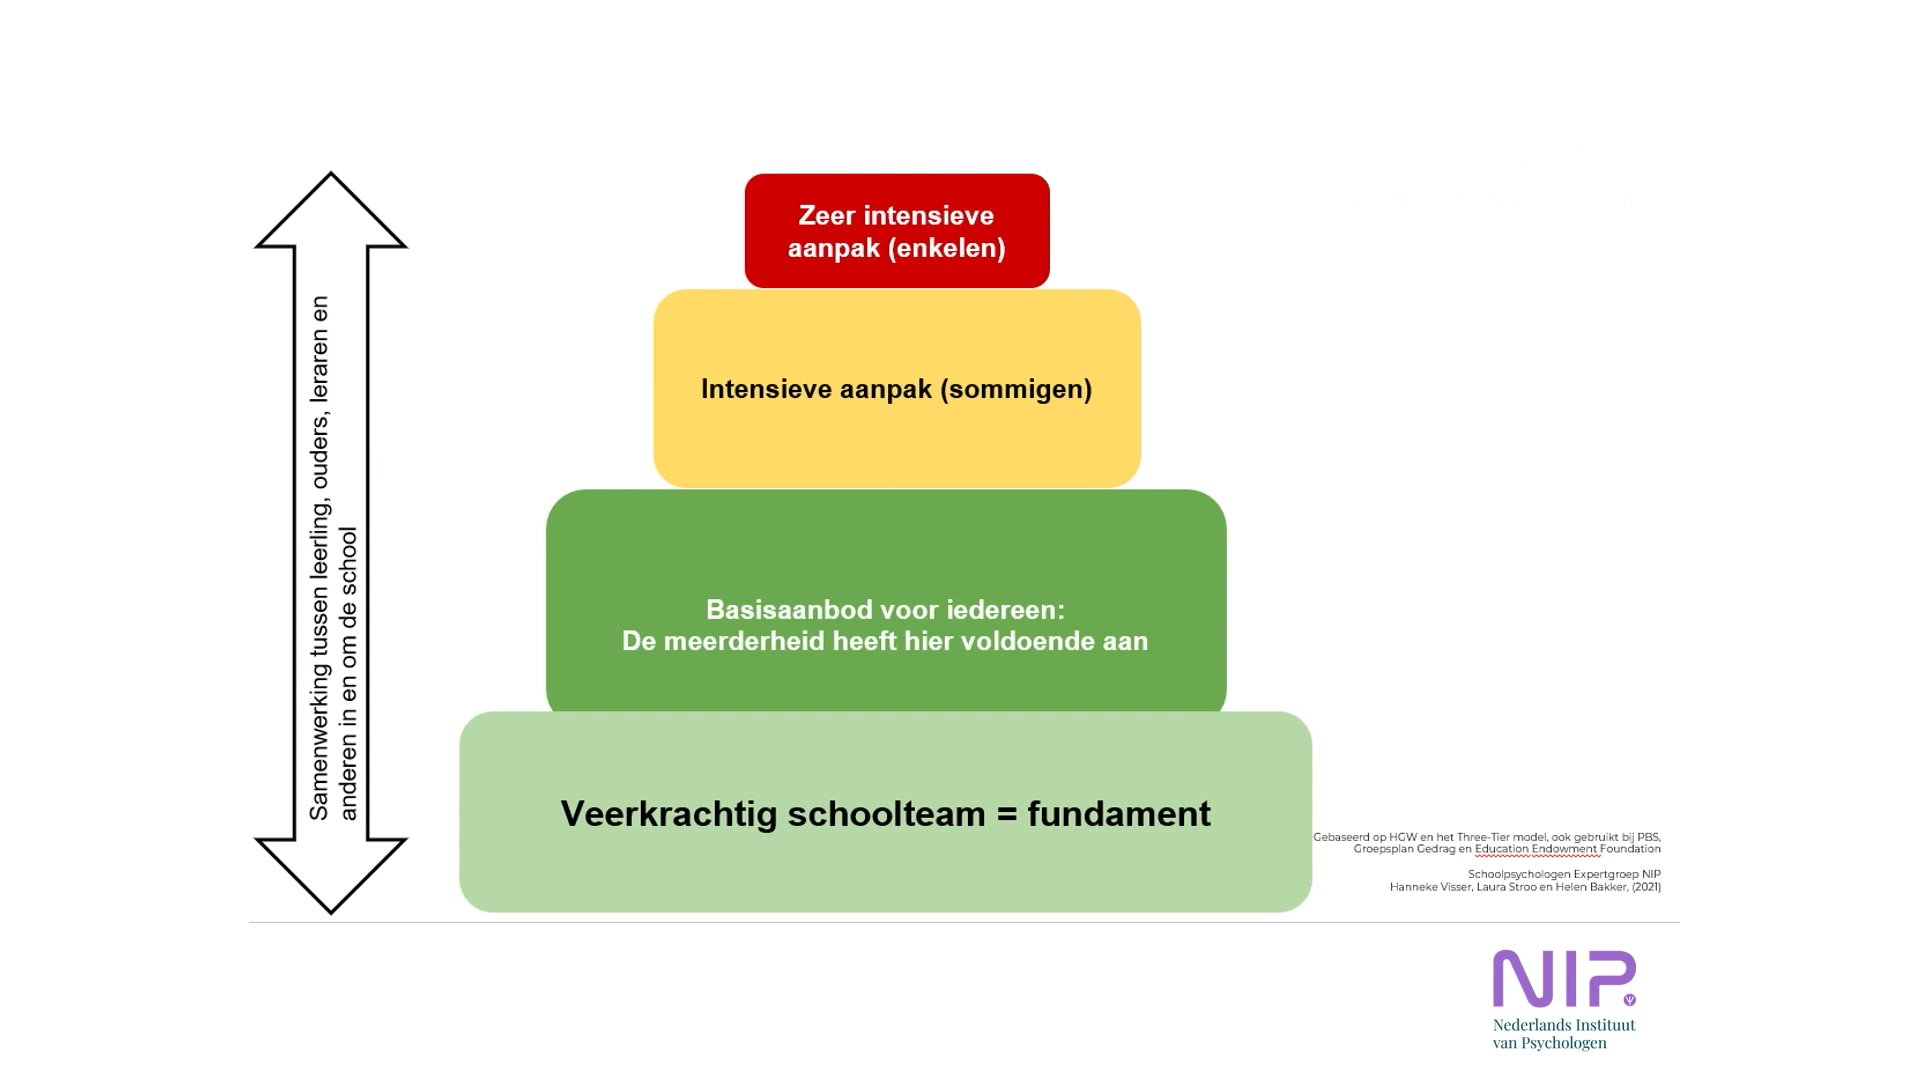 Zeer intensieve
aanpak (enkelen)
Intensieve aanpak (sommigen)
Basisaanbod voor iedereen:
De meerderheid heeft hier voldoende aan
Veerkrachtig schoolteam = fundament
Samenwerking tussen leerling, ouders, leraren en
anderen in en om de school
Gebaseerd op HGW en het Three-Tier model, ook gebruikt bij PBS,
Groepsplan Gedrag en Education Endowment Foundation
Schoolpsychologen Expertgroep NIP
Hanneke Visser, Laura Stroo en Helen Bakker, (2021)
NIP
Nederlands Instituut
van Psychologen